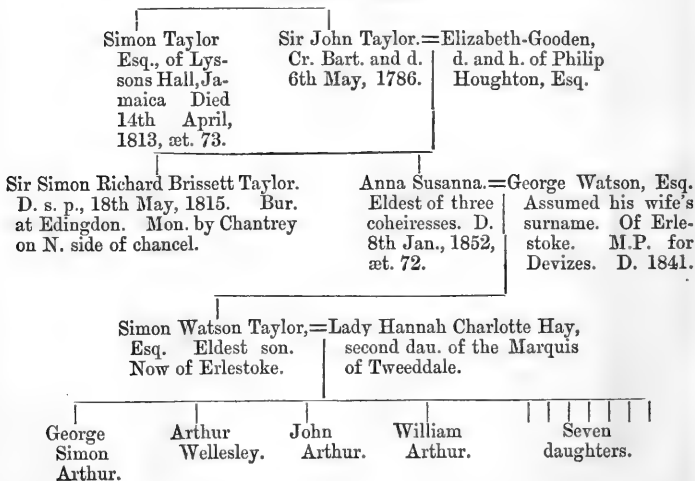 Simon Taylor
Esq., of Lys-
sons Hall, Ja-
maica Died
14th April,
1813, æt. 73.
Sir John Taylor.=Elizabeth-Gooden,
Cr. Bart. and d. d. and h. of Philip
6th May, 1786. Houghton, Esq.
Sir Simon Richard Brissett Taylor.
D. s. p., 18th May, 1815. Bur.
at Edingdon. Mon. by Chantrey
on N. side of chancel.
Anna Susanna.=George Watson, Esq.
Eldest of three Assumed his wife's
coheiresses. D. surname. Of Erle-
8th Jan., 1852, stoke. M.P. for
æt. 72. Devizes. D. 1841.
Simon Watson Taylor,=Lady Hannah Charlotte Hay,
Esq. Eldest son. second dau. of the Marquis
Now of Erlestoke. of Tweeddale.
George
Simon
Arthur.
Arthur
Wellesley.
John
Arthur.
William
Arthur.
Seven
daughters.